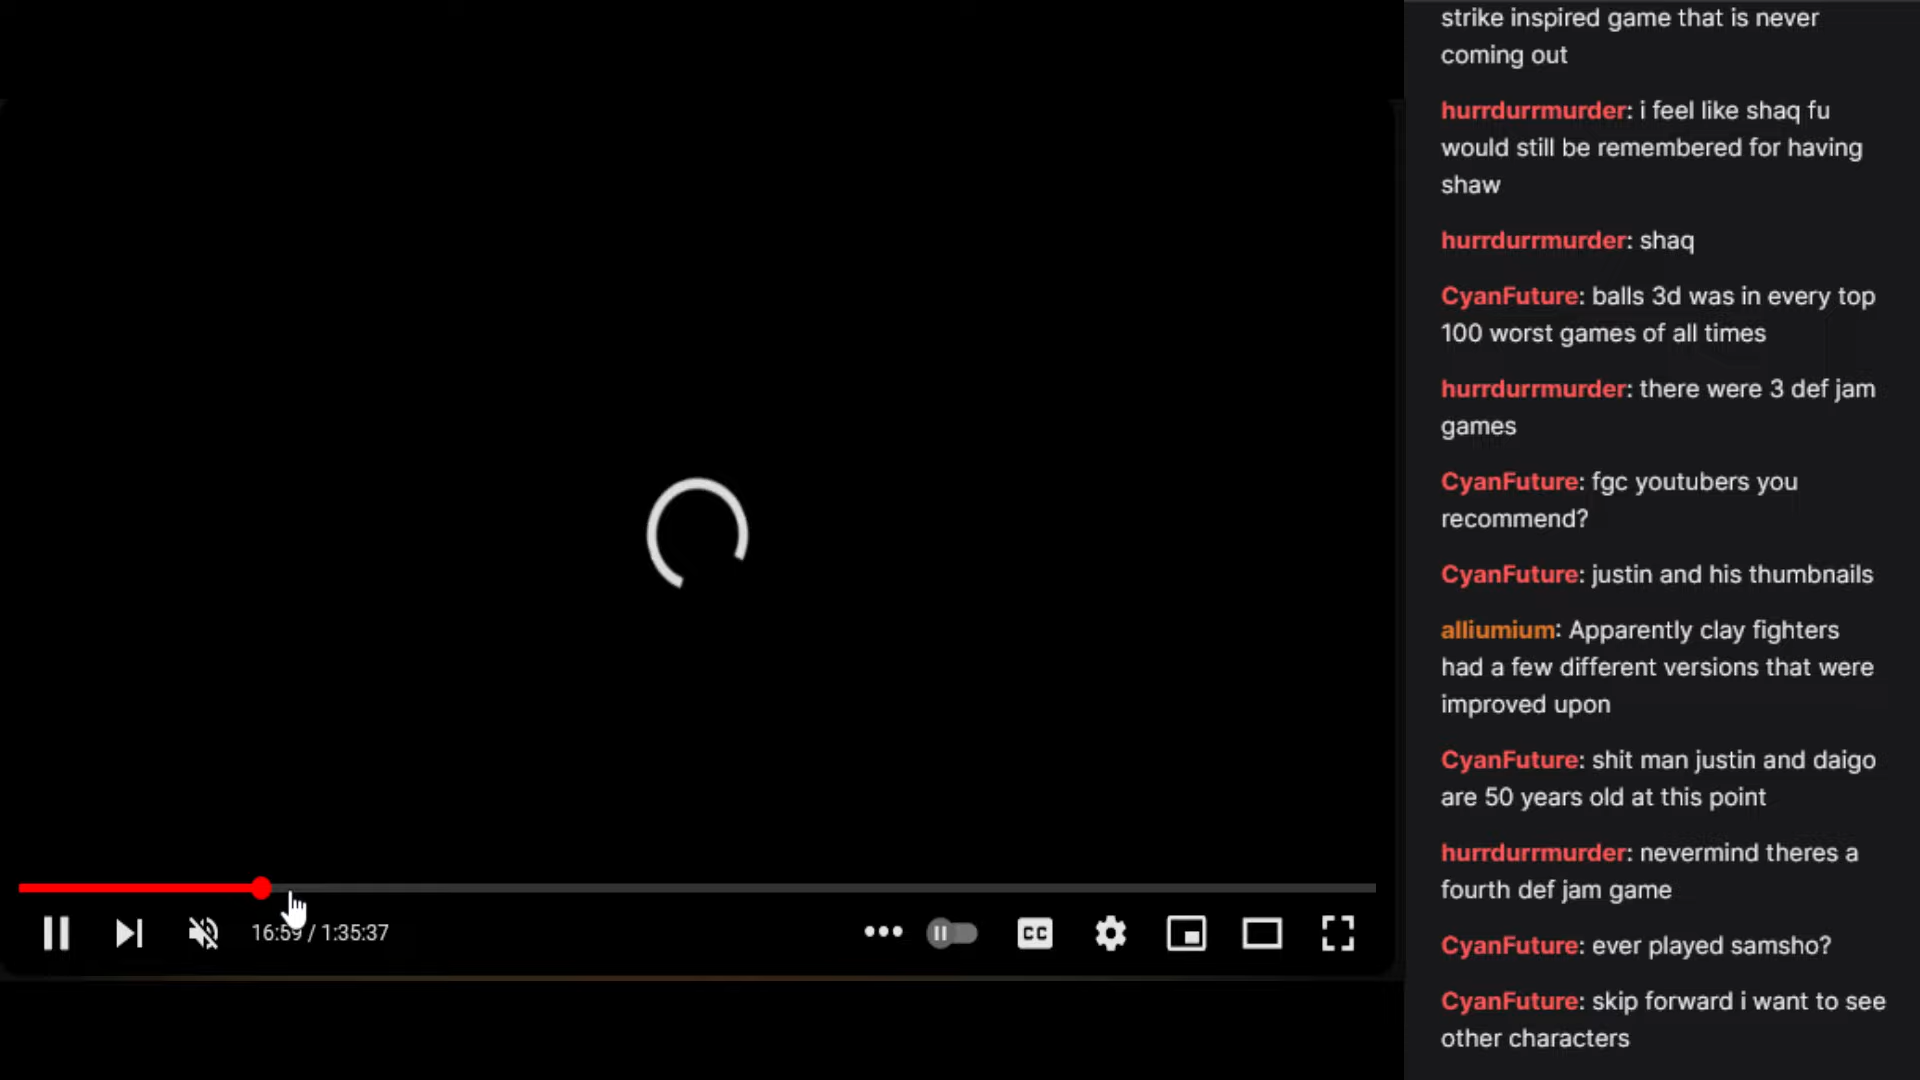 strike inspired game that is never
coming out
hurrdurrmurder: i feel like shaq fu
would still be remembered for having
shaw
hurrdurrmurder: shaq
CyanFuture: balls 3d was in every top
100 worst games of all times
hurrdurrmurder: there were 3 def jam
games
CyanFuture: fgc youtubers you
recommend?
CyanFuture: justin and his thumbnails
alliumium: Apparently clay fighters
had a few different versions that were
improved upon
CyanFuture: shit man justin and daigo
are 50 years old at this point
hurrdurrmurder: nevermind theres a
fourth def jam game
CyanFuture: ever played samsho?
CyanFuture: skip forward i want to see
other characters
16:59 / 1:35:37
CC